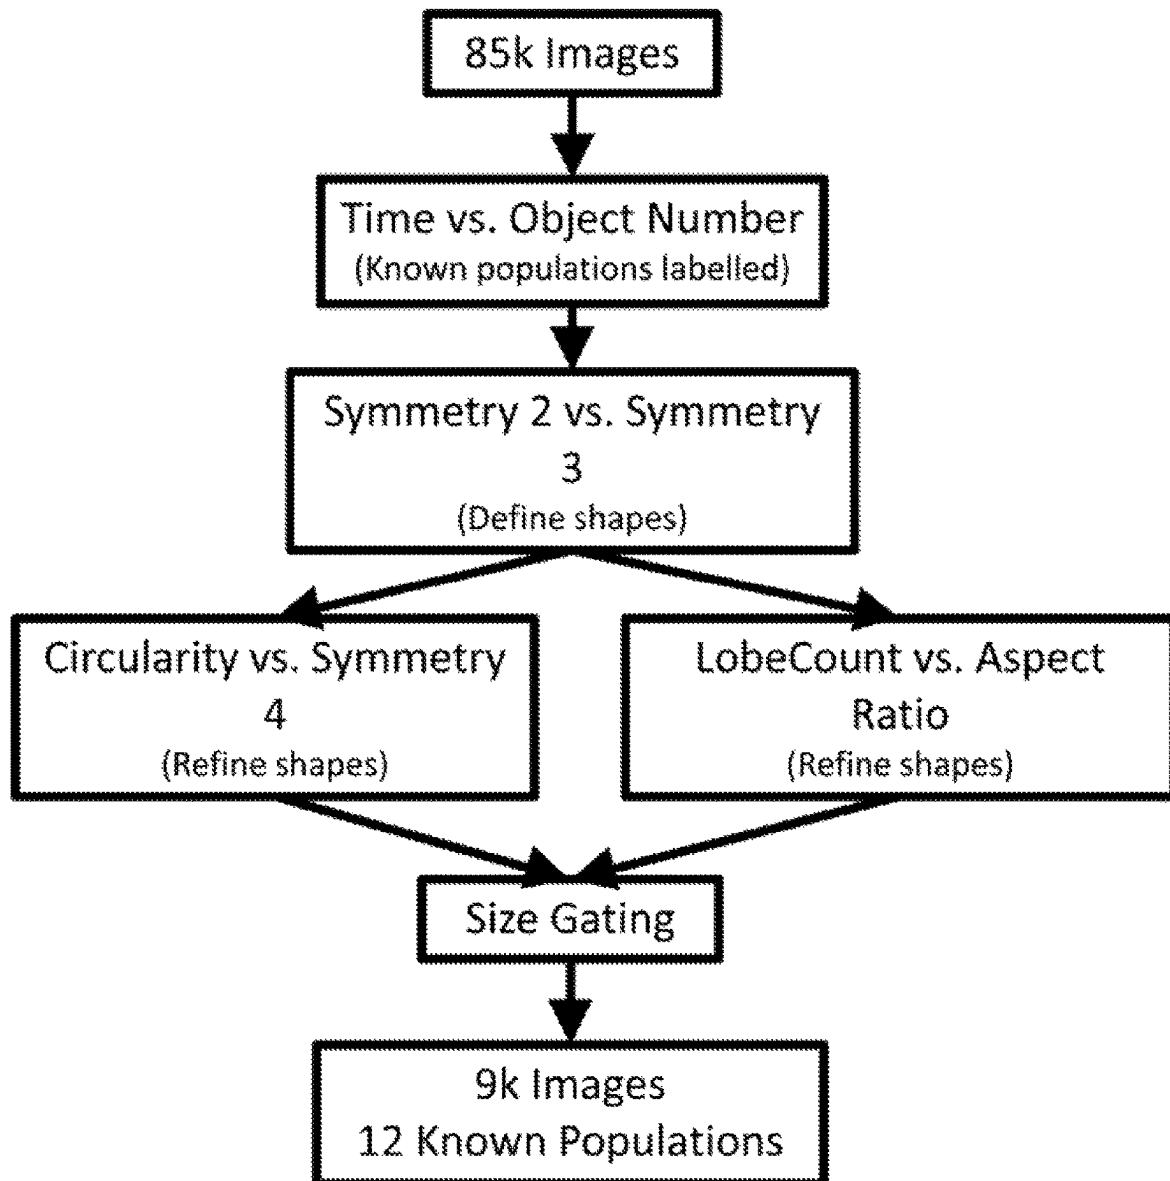 85k Images
Time vs. Object Number
(Known populations labelled)
Symmetry 2 vs. Symmetry
3
(Define shapes)
Circularity vs. Symmetry
4
(Refine shapes)
LobeCount vs. Aspect
Ratio
(Refine shapes)
Size Gating
9k Images
12 Known Populations